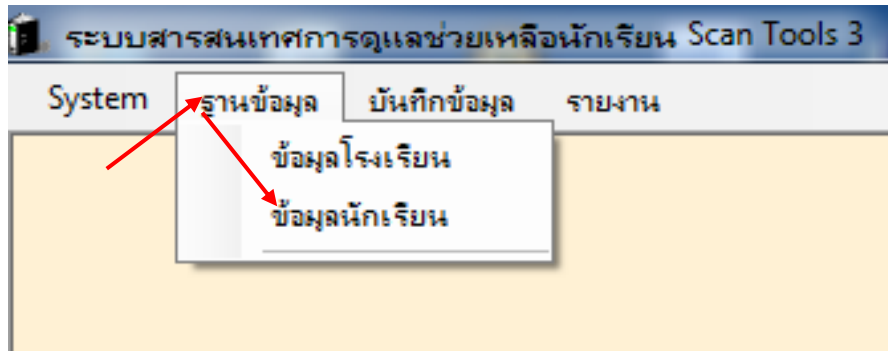 ระบบสารสนเทศการดูแลช่วยเหลือนักเรียน Scan Tools 3
System ฐานข้อมูล บันทึกข้อมูล รายงาน
ข้อมูลโรงเรียน
ข้อมูลนักเรียน